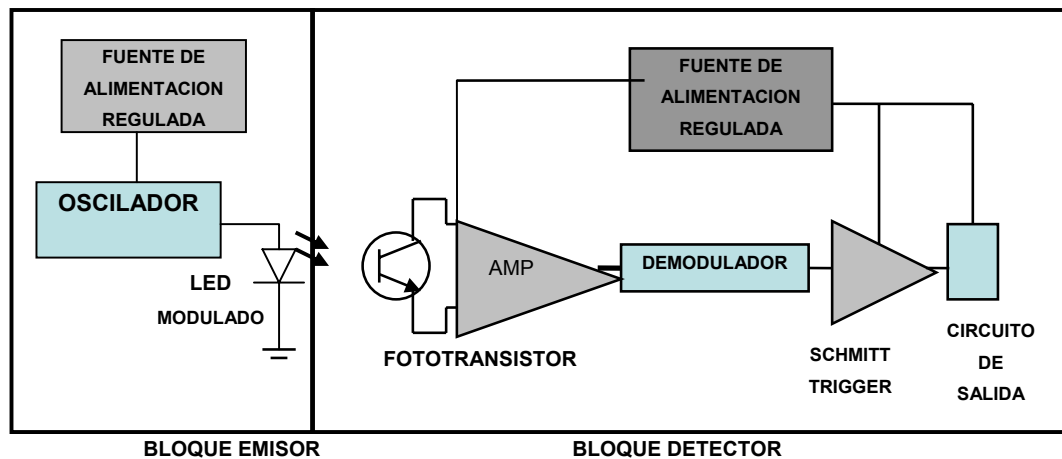 FUENTE DE
ALIMENTACION
REGULADA
OSCILADOR
LED
MODULADO
FUENTE DE
ALIMENTACION
REGULADA
AMP
DEMODULADOR
FOTOTRANSISTOR
SCHMITT
TRIGGER
CIRCUITO
DE
SALIDA
BLOQUE EMISOR
BLOQUE DETECTOR